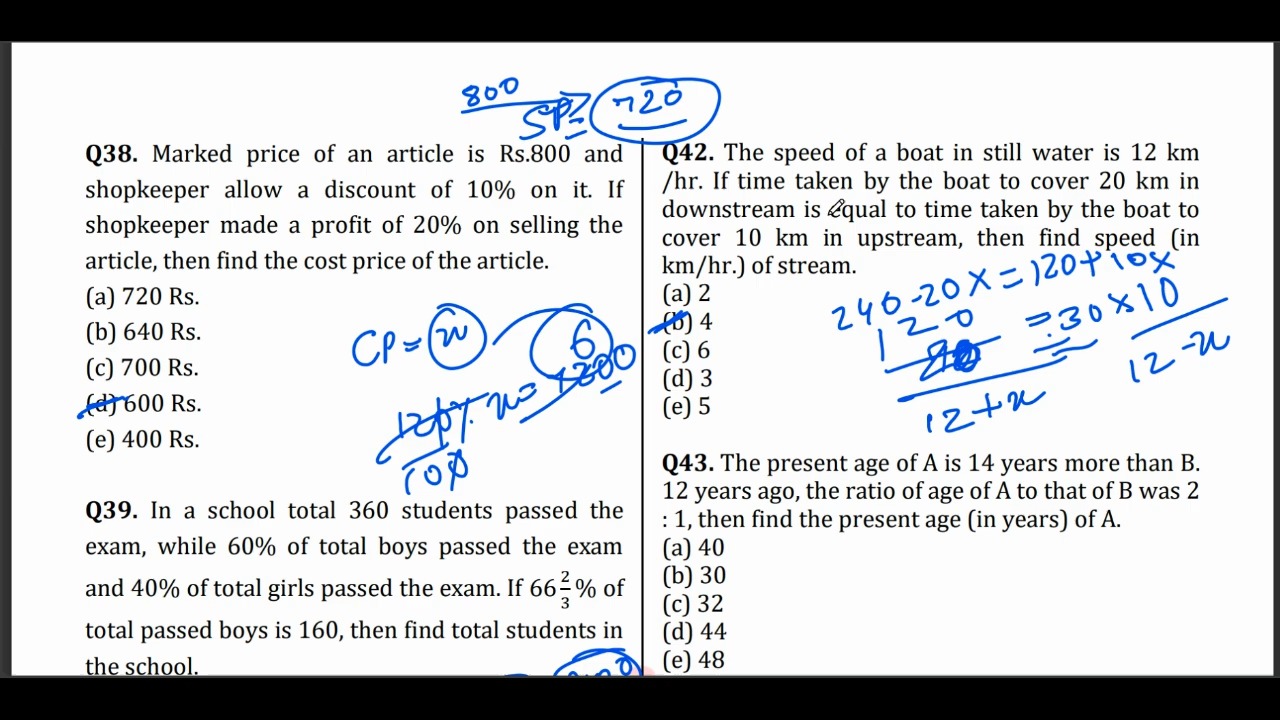 800
SP = 720
Q38. Marked price of an article is Rs.800 and
shopkeeper allow a discount of 10% on it. If
shopkeeper made a profit of 20% on selling the
article, then find the cost price of the article.
(a) 720 Rs.
(b) 640 Rs.
(c) 700 Rs.
(d) 600 Rs.
(e) 400 Rs.
CP = x
6
120% x =
100
Q39. In a school total 360 students passed the
exam, while 60% of total boys passed the exam
and 40% of total girls passed the exam. If 66 2/3 % of
total passed boys is 160, then find total students in
the school.
Q42. The speed of a boat in still water is 12 km
/hr. If time taken by the boat to cover 20 km in
downstream is equal to time taken by the boat to
cover 10 km in upstream, then find speed (in
km/hr.) of stream.
(a) 2
(b) 4
(c) 6
(d) 3
(e) 5
240-20x = 120+10x
120 = 30x
20
12+x
10
12-x
Q43. The present age of A is 14 years more than B.
12 years ago, the ratio of age of A to that of B was 2
: 1, then find the present age (in years) of A.
(a) 40
(b) 30
(c) 32
(d) 44
(e) 48